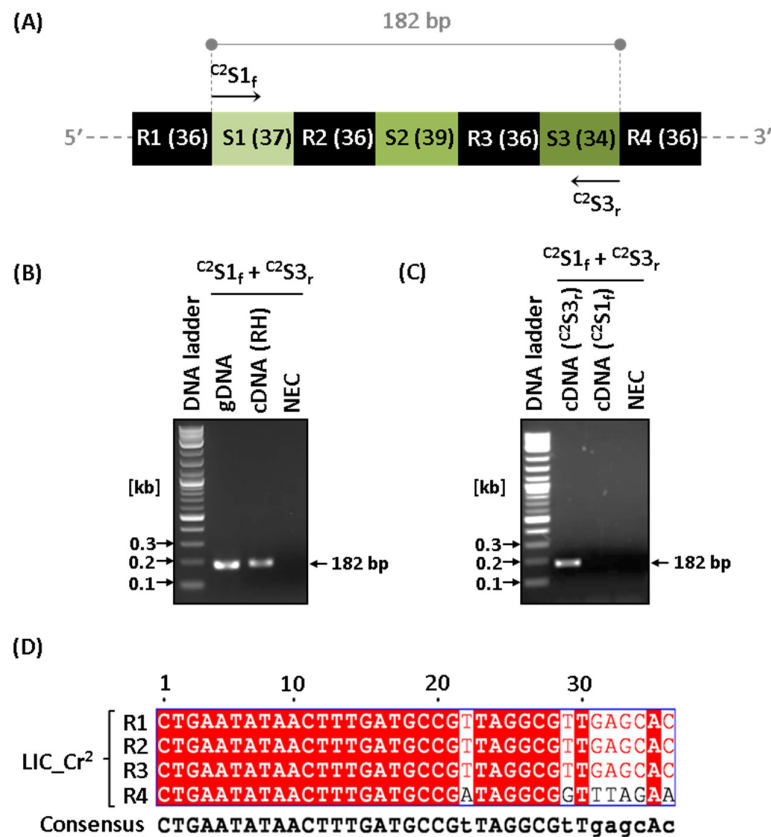 (A)
182 bp
C2S1f
5′ R1 (36) S1 (37) R2 (36) S2 (39) R3 (36) S3 (34) R4 (36) 3′
C2S3r
(B)
C2S1f + C2S3r
DNA ladder
gDNA
cDNA (RH)
NEC
[kb]
0.3
0.2
0.1
182 bp
(C)
C2S1f + C2S3r
DNA ladder
cDNA (C2S3r)
cDNA (C2S1f)
NEC
[kb]
0.3
0.2
0.1
182 bp
(D)
1 10 20 30
LIC_Cr2
R1 CTGAATATAACTTTGATGCCGTTAGGCGTTGAGCAC
R2 CTGAATATAACTTTGATGCCGTTAGGCGTTGAGCAC
R3 CTGAATATAACTTTGATGCCGTTAGGCGTTGAGCAC
R4 CTGAATATAACTTTGATGCCGATAGGCGGTTTAGAA
Consensus CTGAATATAACTTTGATGCCGtTAGGCGtTgagcAc